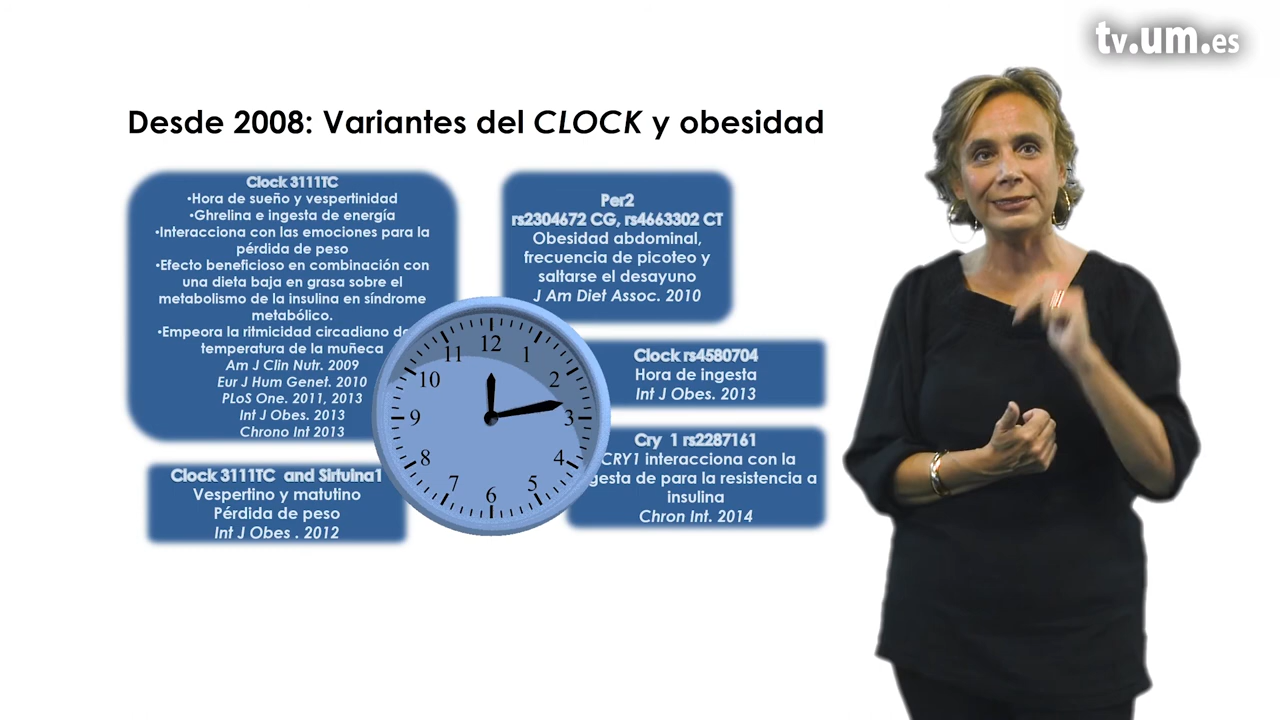 tv.um.es
Desde 2008: Variantes del CLOCK y obesidad
Clock 3111TC
•Hora de sueño y vespertinidad
•Ghrelina e ingesta de energía
•Interacciona con las emociones para la
pérdida de peso
•Efecto beneficioso en combinación con
una dieta baja en grasa sobre el
metabolismo de la insulina en síndrome
metabólico.
•Empeora la ritmicidad circadiano
temperatura de la muñeca
Am J Clin Nutr. 2009
Eur J Hum Genet. 2010
PLoS One. 2011, 2013
Int J Obes. 2013
Chrono Int 2013
Clock 3111TC and Sirtuina1
Vespertino y matutino
Pérdida de peso
Int J Obes . 2012
Per2
rs2304672 CG, rs4663302 CT
Obesidad abdominal,
frecuencia de picoteo y
saltarse el desayuno
J Am Diet Assoc. 2010
Clock rs4580704
Hora de ingesta
Int J Obes. 2013
Cry 1 rs2287161
CRY1 interacciona con la
gesta de para la resistencia a
insulina
Chron Int. 2014
12
1
2
3
4
5
6
7
8
9
10
11